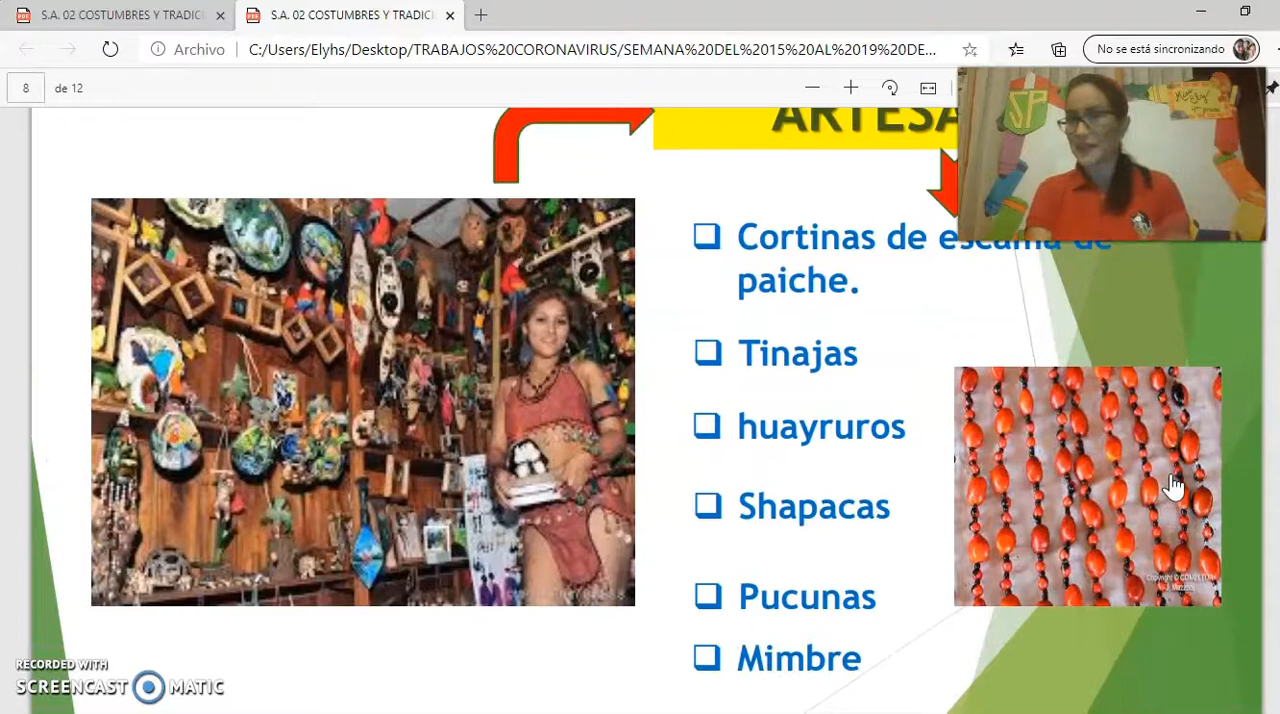 S.A. 02 COSTUMBRES Y TRADICI
S.A. 02 COSTUMBRES Y TRADICI
Archivo
C:/Users/Elyhs/Desktop/TRABAJOS%20CORONAVIRUS/SEMANA%20DEL%2015%20AL%2019%20DE...
No se está sincronizando
8 de 12
SP
ARTESA
❑ Cortinas de escama de
paiche.
❑ Tinajas
❑ huayruros
❑ Shapacas
❑ Pucunas
❑ Mimbre
RECORDED WITH
SCREENCAST MATIC